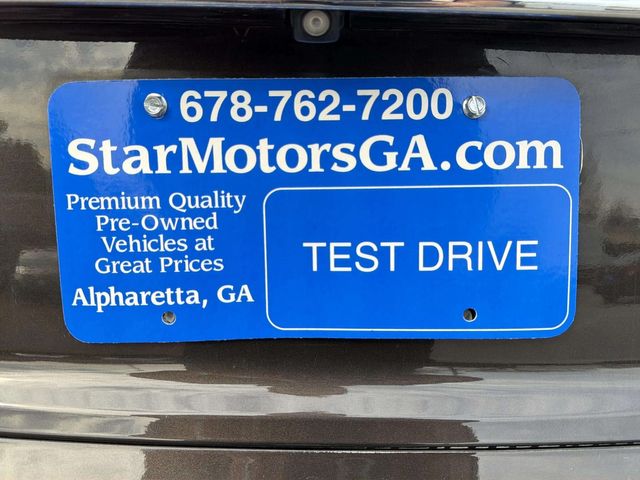 678-762-7200
StarMotorsGA.com
Premium Quality
Pre-Owned
Vehicles at
Great Prices
Alpharetta, GA
TEST DRIVE